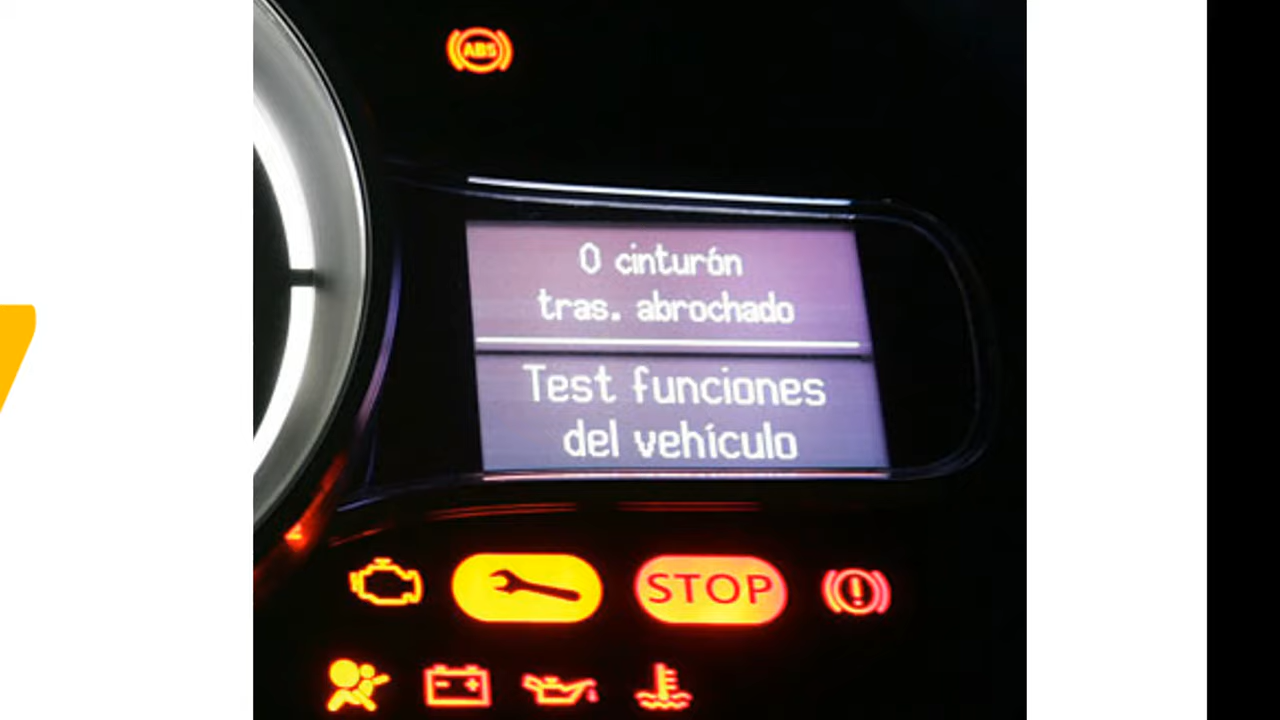 ABS
0 cinturón
tras. abrochado
Test funciones
del vehículo
STOP